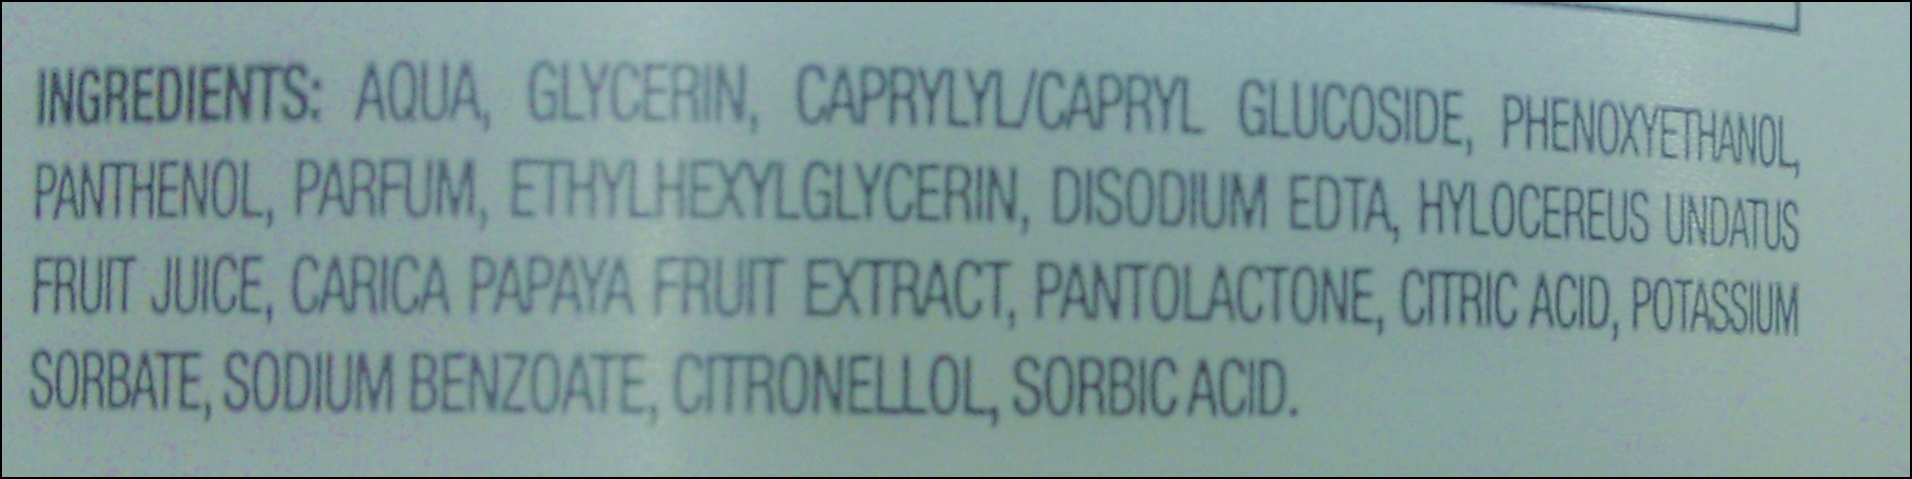 INGREDIENTS: AQUA, GLYCERIN, CAPRYLYL/CAPRYL GLUCOSIDE, PHENOXYETHANOL,
PANTHENOL, PARFUM, ETHYLHEXYLGLYCERIN, DISODIUM EDTA, HYLOCEREUS UNDATUS
FRUIT JUICE, CARICA PAPAYA FRUIT EXTRACT, PANTOLACTONE, CITRIC ACID, POTASSIUM
SORBATE, SODIUM BENZOATE, CITRONELLOL, SORBIC ACID.